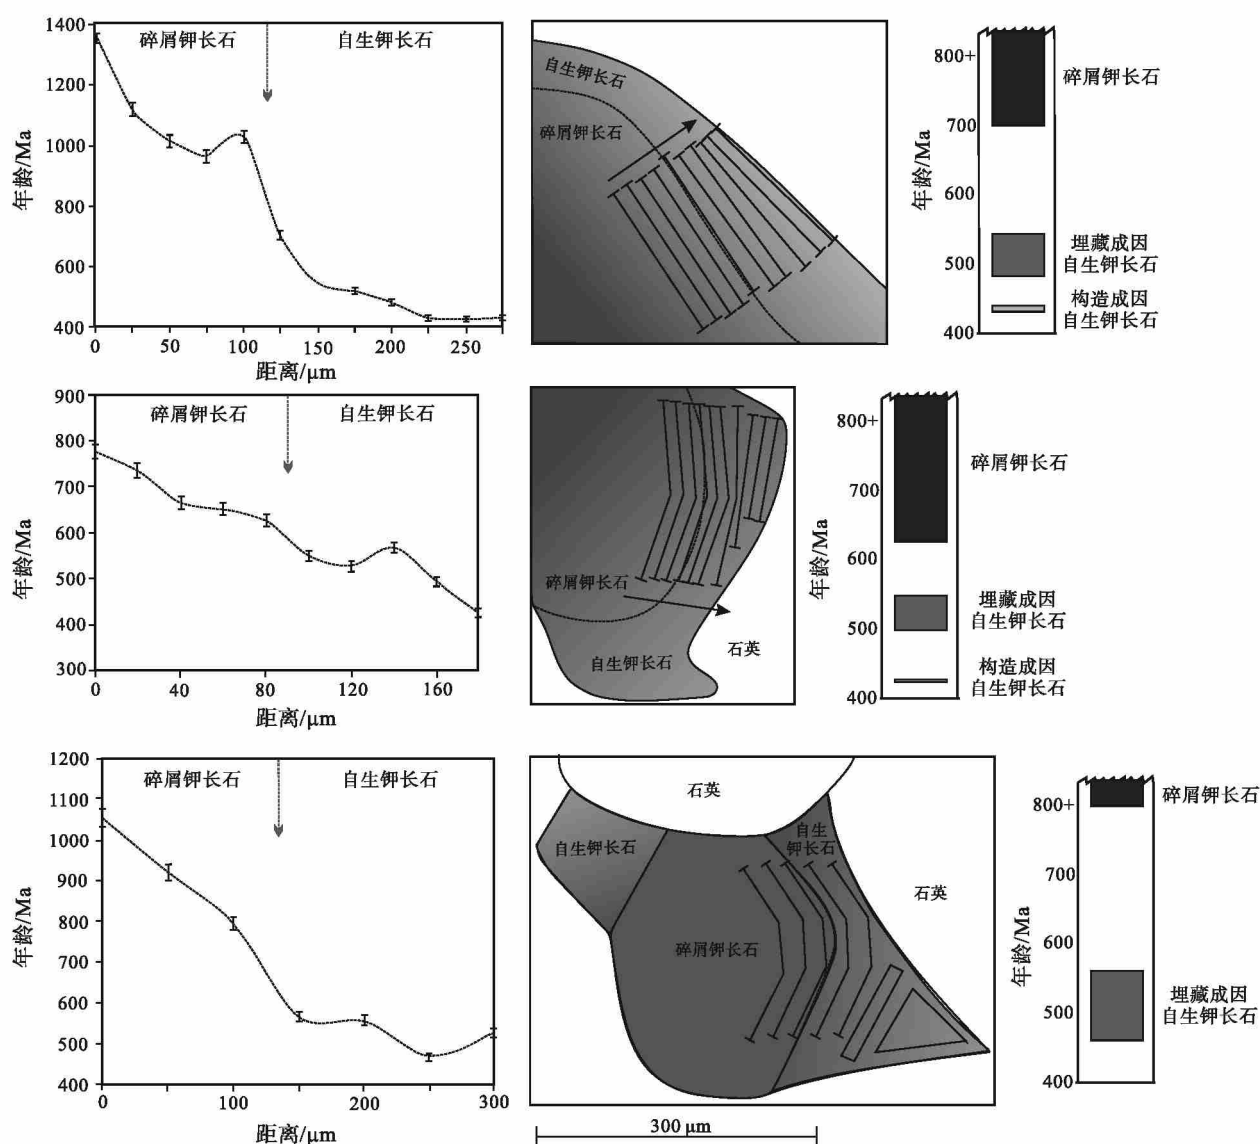 1400
1200
1000
800
600
400
年龄/Ma
碎屑钾长石
自生钾长石
0
50
100
150
200
250
距离/μm
自生钾长石
碎屑钾长石
800+
700
600
500
400
年龄/Ma
碎屑钾长石
埋藏成因
自生钾长石
构造成因
自生钾长石
900
800
700
600
500
400
300
年龄/Ma
碎屑钾长石
自生钾长石
0
40
80
120
160
距离/μm
碎屑钾长石
自生钾长石
石英
800+
700
600
500
400
年龄/Ma
碎屑钾长石
埋藏成因
自生钾长石
构造成因
自生钾长石
1200
1100
1000
900
800
700
600
500
400
年龄/Ma
碎屑钾长石
自生钾长石
0
100
200
300
距离/μm
石英
自生钾长石
自生
钾长石
石英
碎屑钾长石
300 μm
800+
700
600
500
400
年龄/Ma
碎屑钾长石
埋藏成因
自生钾长石